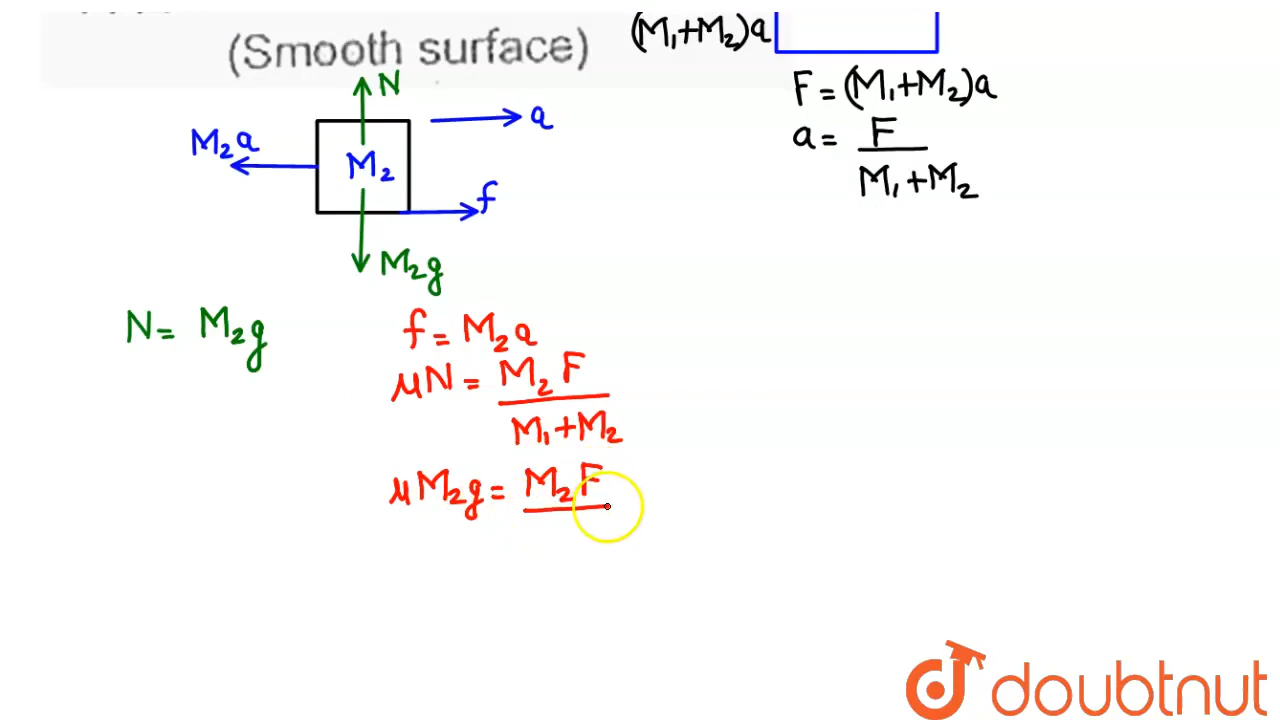 (Smooth surface)
(M₁+M₂)a
F = (M₁+M₂)a
a = F
M₁+M₂
N
a
M₂a
M₂
f
M₂g
N = M₂g
f = M₂a
μN = M₂F
M₁+M₂
μM₂g = M₂F
doubtnut